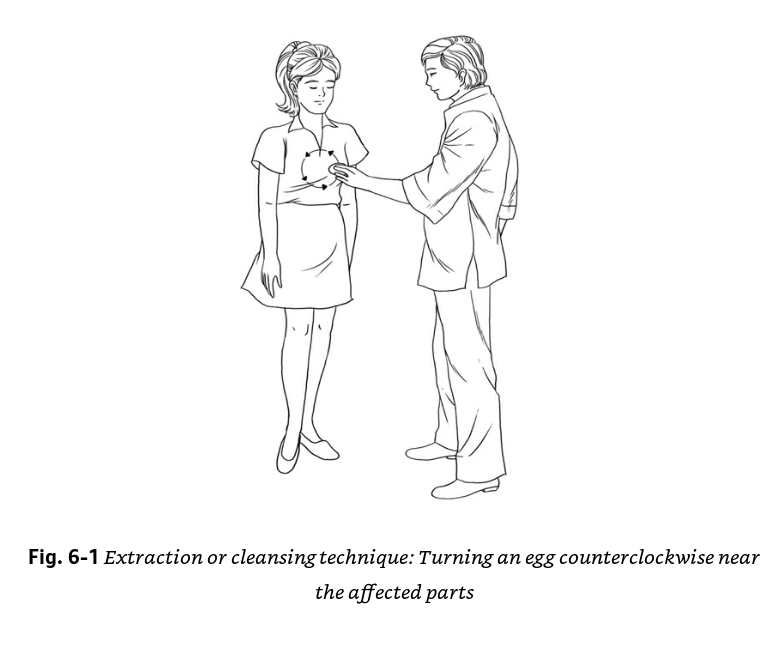 Fig. 6-1 Extraction or cleansing technique: Turning an egg counterclockwise near
the affected parts